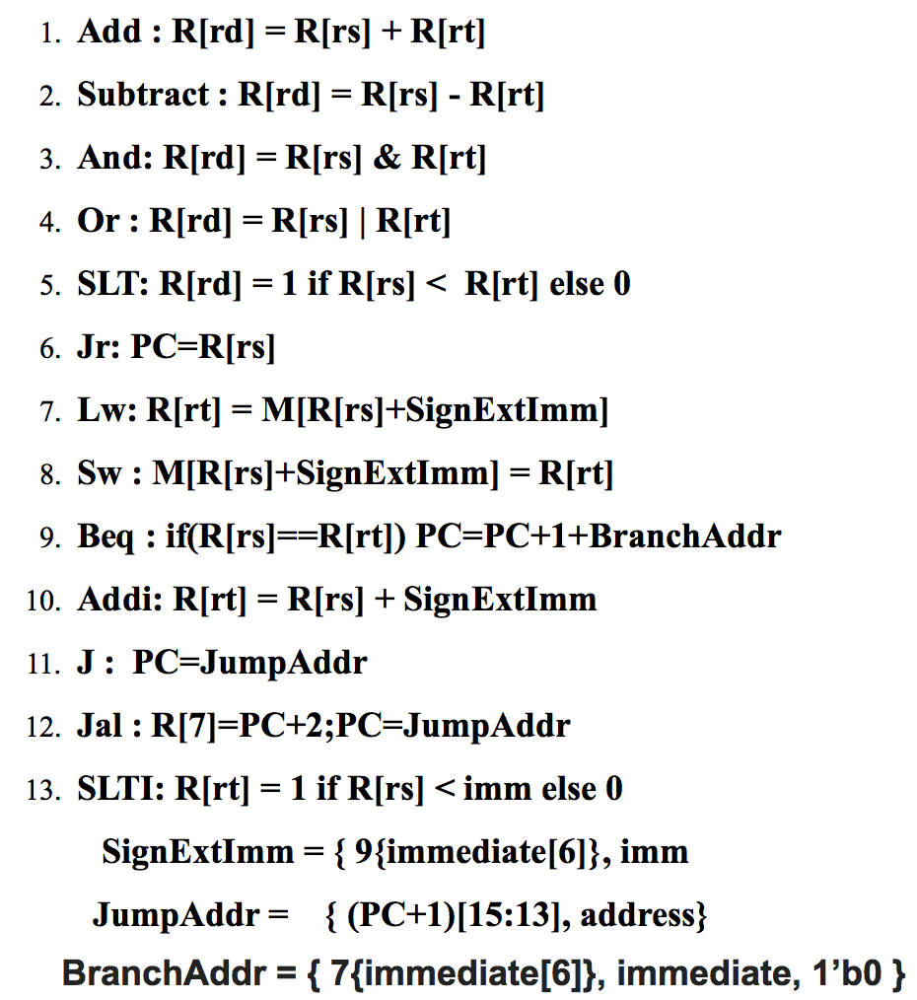 1. Add : R[rd] = R[rs] + R[rt]
2. Subtract : R[rd] = R[rs] - R[rt]
3. And: R[rd] = R[rs] & R[rt]
4. Or : R[rd] = R[rs] | R[rt]
5. SLT: R[rd] = 1 if R[rs] < R[rt] else 0
6. Jr: PC=R[rs]
7. Lw: R[rt] = M[R[rs]+SignExtImm]
8. Sw : M[R[rs]+SignExtImm] = R[rt]
9. Beq : if(R[rs]==R[rt]) PC=PC+1+BranchAddr
10. Addi: R[rt] = R[rs] + SignExtImm
11. J : PC=JumpAddr
12. Jal : R[7]=PC+2;PC=JumpAddr
13. SLTI: R[rt] = 1 if R[rs] < imm else 0
SignExtImm = { 9{immediate[6]}, imm
JumpAddr = { (PC+1)[15:13], address}
BranchAddr = { 7{immediate[6]}, immediate, 1’b0 }